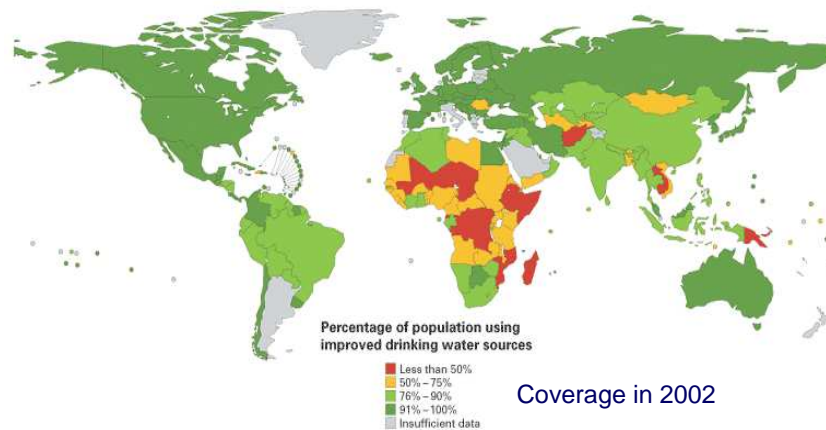 Percentage of population using
improved drinking water sources
Less than 50%
50%–75%
76%–90%
91%–100%
Insufficient data
Coverage in 2002